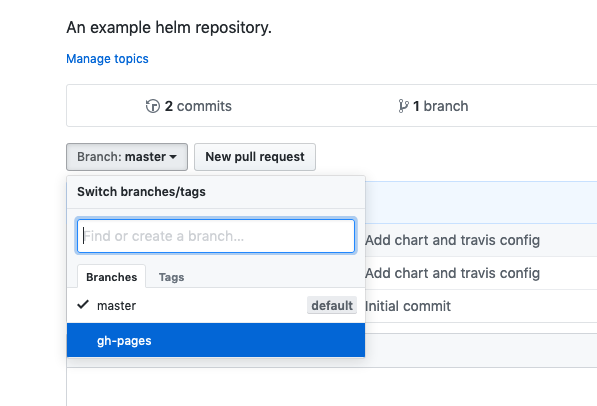 An example helm repository.
Manage topics
2 commits
1 branch
Branch: master
New pull request
Switch branches/tags
Find or create a branch...
Add chart and travis config
Branches
Tags
Add chart and travis config
master
default
Initial commit
gh-pages